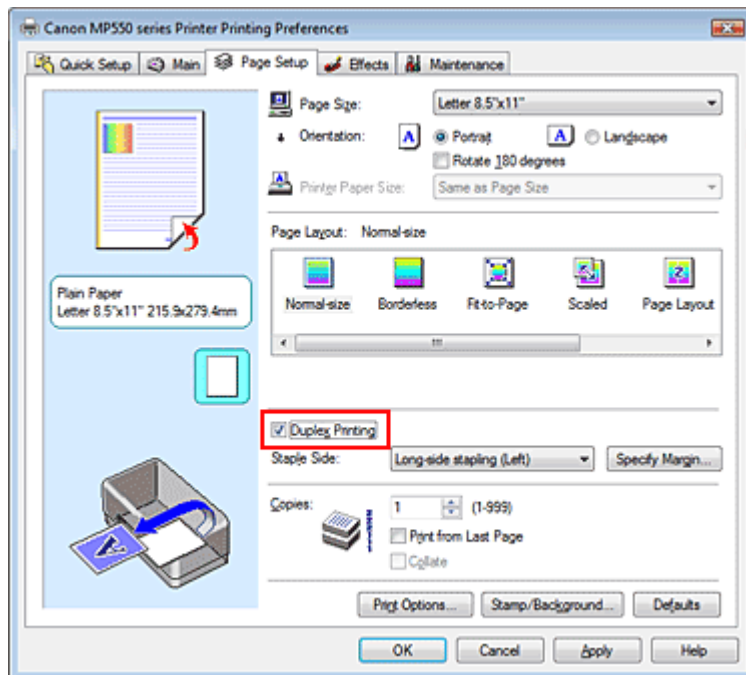 Canon MP550 series Printer Printing Preferences
Quick Setup Main Page Setup Effects Maintenance
Page Size: Letter 8.5"x11"
Orientation: A Portrait A Landscape
Rotate 180 degrees
Printer Paper Size: Same as Page Size
Page Layout: Normal-size
Normal-size Borderless Fit-to-Page Scaled Page Layout
Plain Paper
Letter 8.5"x11" 215.9x279.4mm
Duplex Printing
Staple Side: Long-side stapling (Left) Specify Margin...
Copies: 1 (1-999)
Print from Last Page
Collate
Print Options... Stamp/Background... Defaults
OK Cancel Apply Help